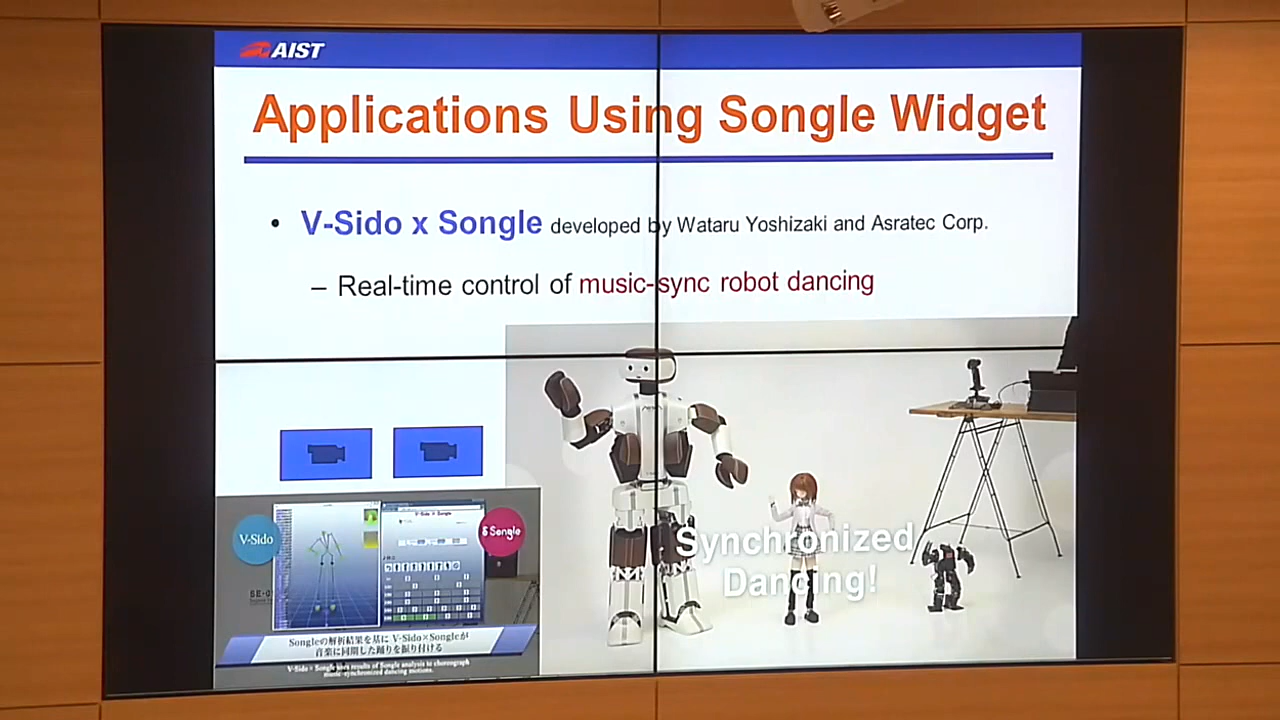 AIST
Applications Using Songle Widget
• V-Sido x Songle developed by Wataru Yoshizaki and Asratec Corp.
– Real-time control of music-sync robot dancing
Synchronized
Dancing!
V-Sido
Songle
V-Sido × Songle
Songleの解析結果を基に V-Sido×Songleが
音楽に同期した踊りを振り付ける
V-Sido × Songle uses results of Songle analysis to choreograph
music-synchronized dancing motions.